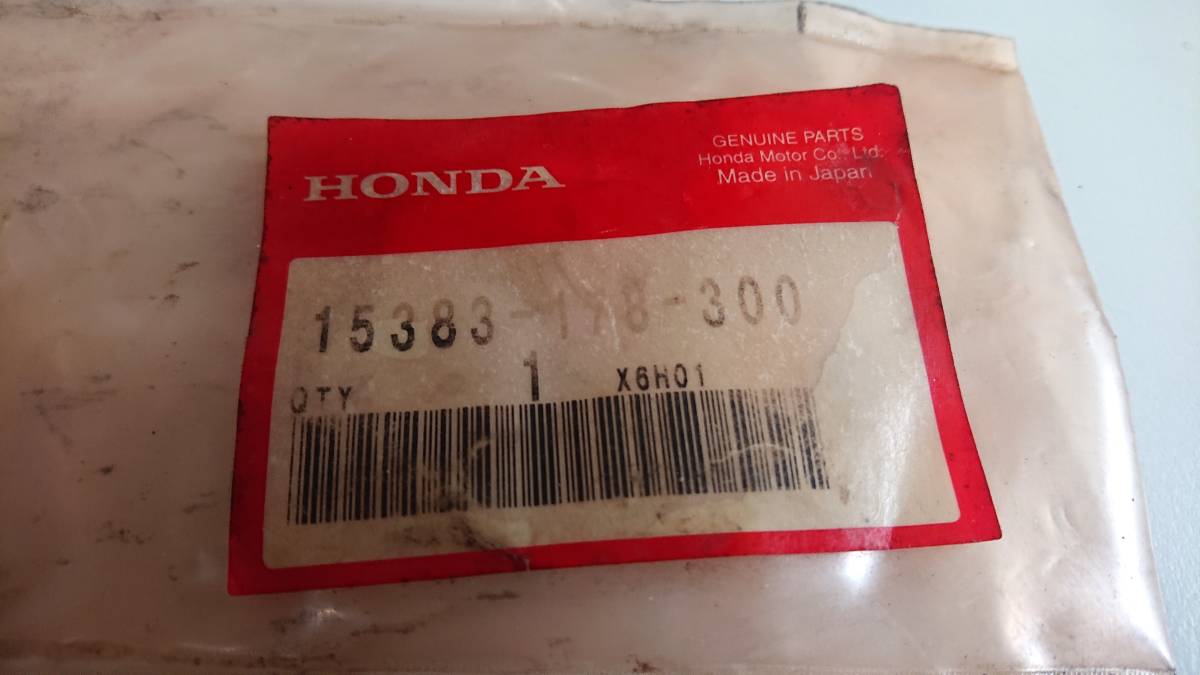 HONDA
GENUINE PARTS
Honda Motor Co., Ltd.
Made in Japan
15383-178-300
QTY 1 X6H01